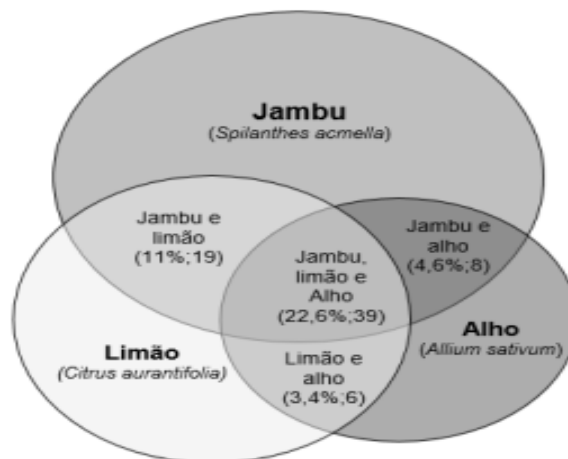 Jambu
(Spilanthes acmella)
Jambu e
limão
(11%;19)
Jambu e
alho
(4,6%;8)
Jambu,
limão e
Alho
(22,6%;39)
Limão
(Citrus aurantifolia)
Alho
(Allium sativum)
Limão e
alho
(3,4%;6)